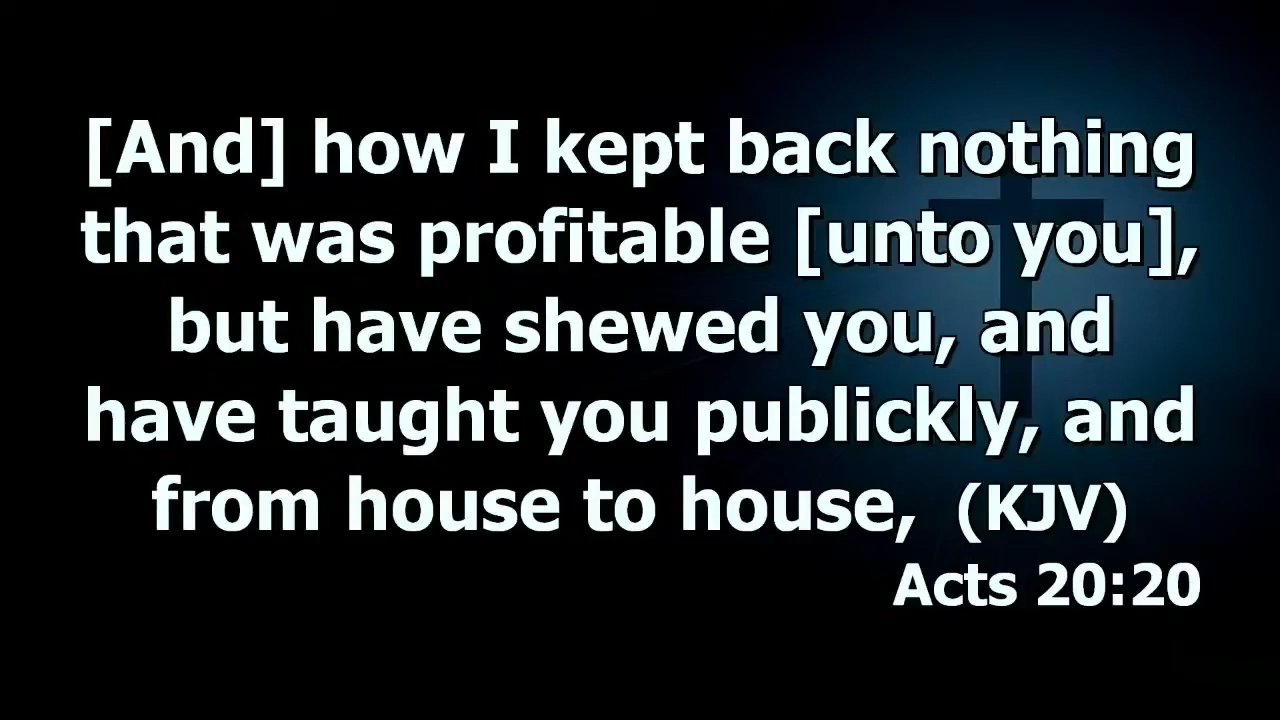 [And] how I kept back nothing
that was profitable [unto you],
but have shewed you, and
have taught you publickly, and
from house to house, (KJV)
Acts 20:20